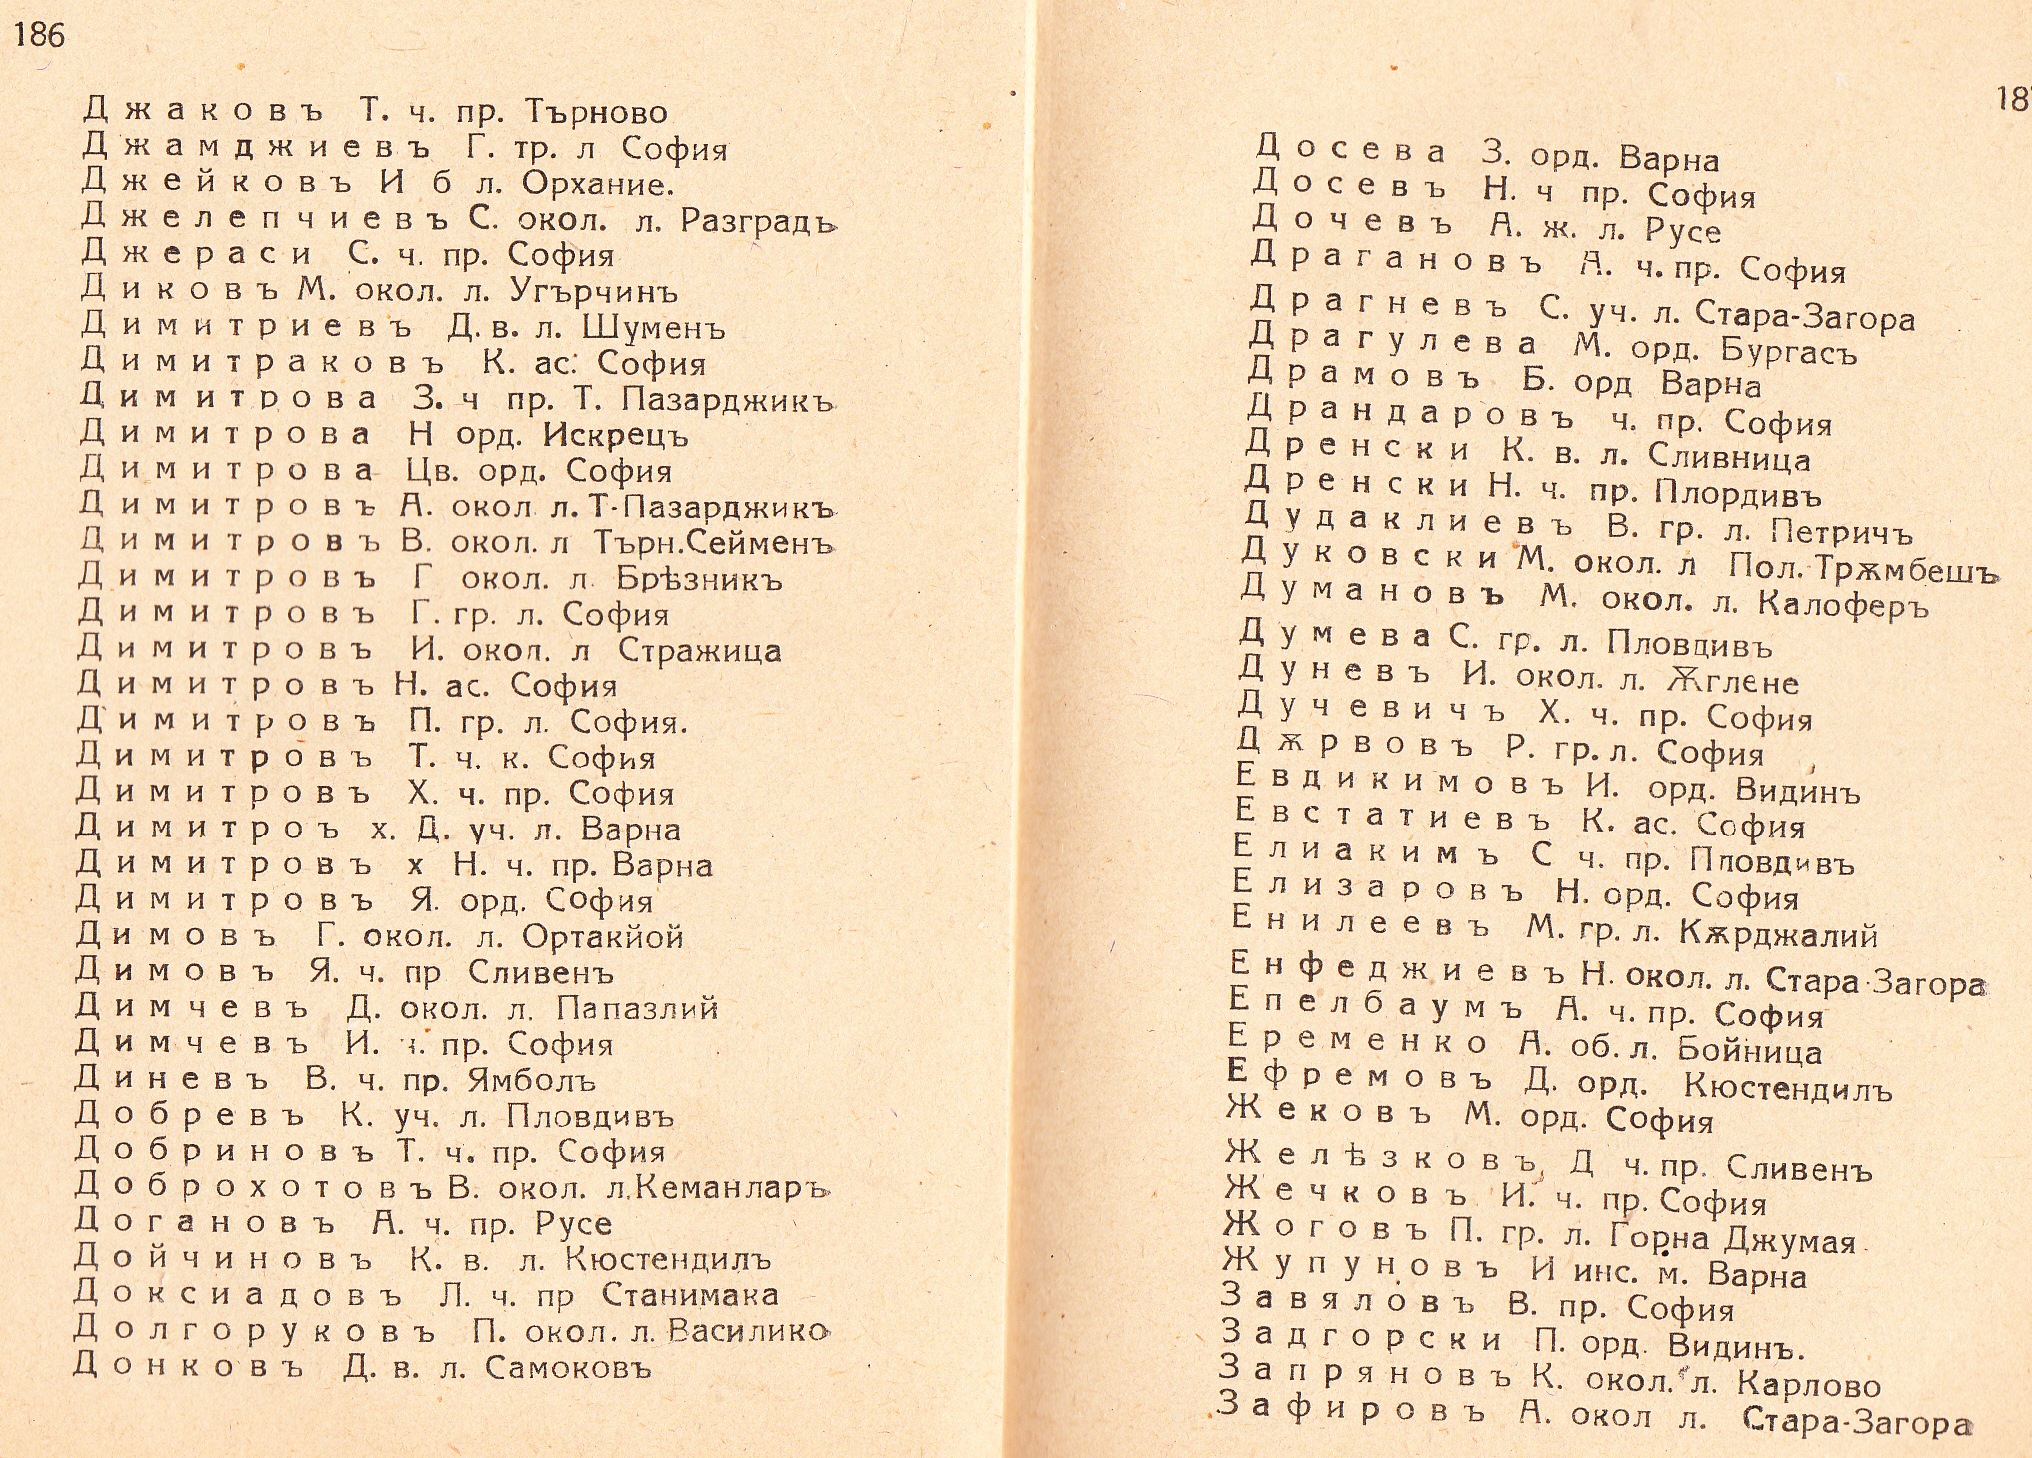 186
Джаковъ Т. ч. пр. Търново
Джамджиевъ Г. тр. л София
Джейковъ И б л. Орхание.
Джелепчиевъ С. окол. л. Разградъ
Джераси С. ч. пр. София
Диковъ М. окол. л. Угърчинъ
Димитриевъ Д. в. л. Шуменъ
Димитраковъ К. ас. София
Димитрова З. ч пр. Т. Пазарджикъ
Димитрова Н орд. Искрецъ
Димитрова Цв. орд. София
Димитровъ А. окол л. Т-Пазарджикъ
Димитровъ В. окол. л Търн.Сейменъ
Димитровъ Г окол. л. Брѣзникъ
Димитровъ Г. гр. л. София
Димитровъ И. окол. л Стражица
Димитровъ Н. ас. София
Димитровъ П. гр. л. София.
Димитровъ Т. ч. к. София
Димитровъ Х. ч. пр. София
Димитроъ х. Д. уч. л. Варна
Димитровъ х Н. ч. пр. Варна
Димитровъ Я. орд. София
Димовъ Г. окол. л. Ортакйой
Димовъ Я. ч. пр Сливенъ
Димчевъ Д. окол. л. Папазлий
Димчевъ И. ч. пр. София
Диневъ В. ч. пр. Ямболъ
Добревъ К. уч. л. Пловдивъ
Добриновъ Т. ч. пр. София
Доброхотовъ В. окол. л.Кеманларъ
Догановъ А. ч. пр. Русе
Дойчиновъ К. в. л. Кюстендилъ
Доксиадовъ Л. ч. пр Станимака
Долгоруковъ П. окол. л. Василико
Донковъ Д. в. л. Самоковъ
187
Досева З. орд. Варна
Досевъ Н. ч пр. София
Дочевъ А. ж. л. Русе
Драгановъ А. ч. пр. София
Драгневъ С. уч. л. Стара-Загора
Драгулева М. орд. Бургасъ
Драмовъ Б. орд Варна
Драндаровъ ч. пр. София
Дренски К. в. л. Сливница
Дренски Н. ч. пр. Плордивъ
Дудаклиевъ В. гр. л. Петричъ
Дуковски М. окол. л Пол. Трѫмбешъ
Думановъ М. окол. л. Калоферъ
Думева С. гр. л. Пловдивъ
Дуневъ И. окол. л. Ѫглене
Дучевичъ Х. ч. пр. София
Дѫрвовъ Р. гр. л. София
Евдикимовъ И. орд. Видинъ
Евстатиевъ К. ас. София
Елиакимъ С ч. пр. Пловдивъ
Елизаровъ Н. орд. София
Енилеевъ М. гр. л. Кѫрджалий
Енфеджиевъ Н. окол. л. Стара-Загора
Епелбаумъ А. ч. пр. София
Еременко А. об. л. Бойница
Ефремовъ Д. орд. Кюстендилъ
Жековъ М. орд. София
Желѣзковъ, Д ч. пр. Сливенъ
Жечковъ И. ч. пр. София
Жоговъ П. гр. л. Горна Джумая
Жупуновъ И инс. м. Варна
Завяловъ В. пр. София
Задгорски П. орд. Видинъ.
Запряновъ К. окол. л. Карлово
Зафировъ А. окол л. Стара-Загора